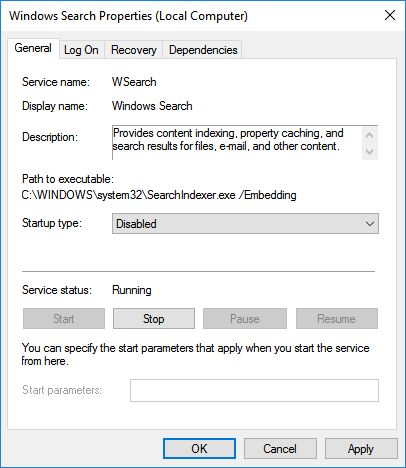 Windows Search Properties (Local Computer)
General Log On Recovery Dependencies
Service name: WSearch
Display name: Windows Search
Description: Provides content indexing, property caching, and
search results for files, e-mail, and other content.
Path to executable:
C:\WINDOWS\system32\SearchIndexer.exe /Embedding
Startup type: Disabled
Service status: Running
Start Stop Pause Resume
You can specify the start parameters that apply when you start the service
from here.
Start parameters:
OK Cancel Apply